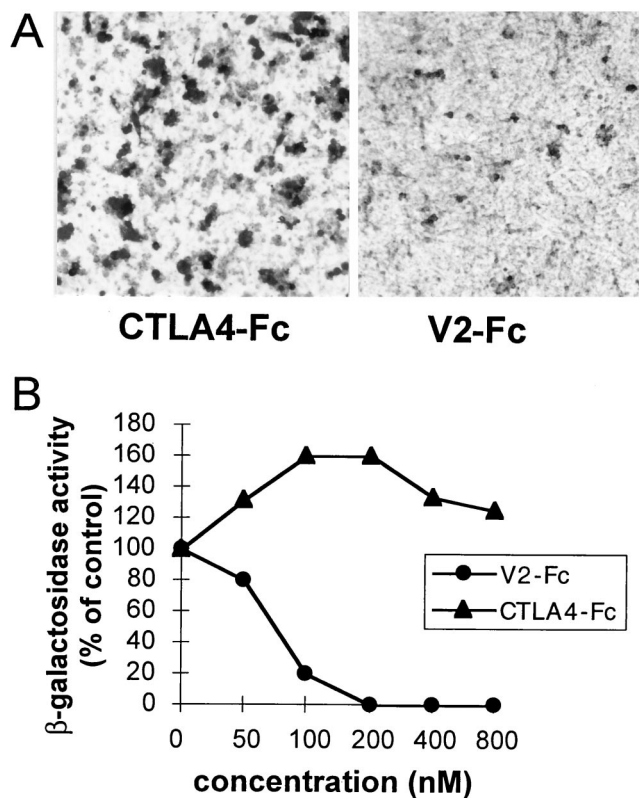 A
CTLA4-Fc V2-Fc
B
β-galactosidase activity
(% of control)
180
160
140
120
100
80
60
40
20
0
0 50 100 200 400 800
concentration (nM)
V2-Fc
CTLA4-Fc